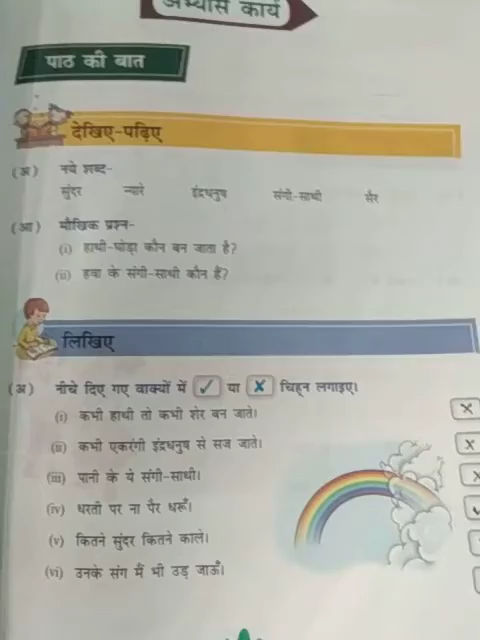 अभ्यास कार्य
पाठ की बात
देखिए-पढ़िए
(अ) नये शब्द-
सुंदर न्यारे इंद्रधनुष संगी-साथी सैर
(आ) मौखिक प्रश्न-
(i) हाथी-घोड़ा कौन बन जाता है?
(ii) हवा के संगी-साथी कौन हैं?
लिखिए
(अ) नीचे दिए गए वाक्यों में ✓ या ✗ चिह्न लगाइए।
(i) कभी हाथी तो कभी शेर बन जाते। ✗
(ii) कभी एकरंगी इंद्रधनुष से सज जाते। ✗
(iii) पानी के ये संगी-साथी। ✗
(iv) धरती पर ना पैर धरूँ। ✓
(v) कितने सुंदर कितने काले।
(vi) उनके संग मैं भी उड़ जाऊँ।